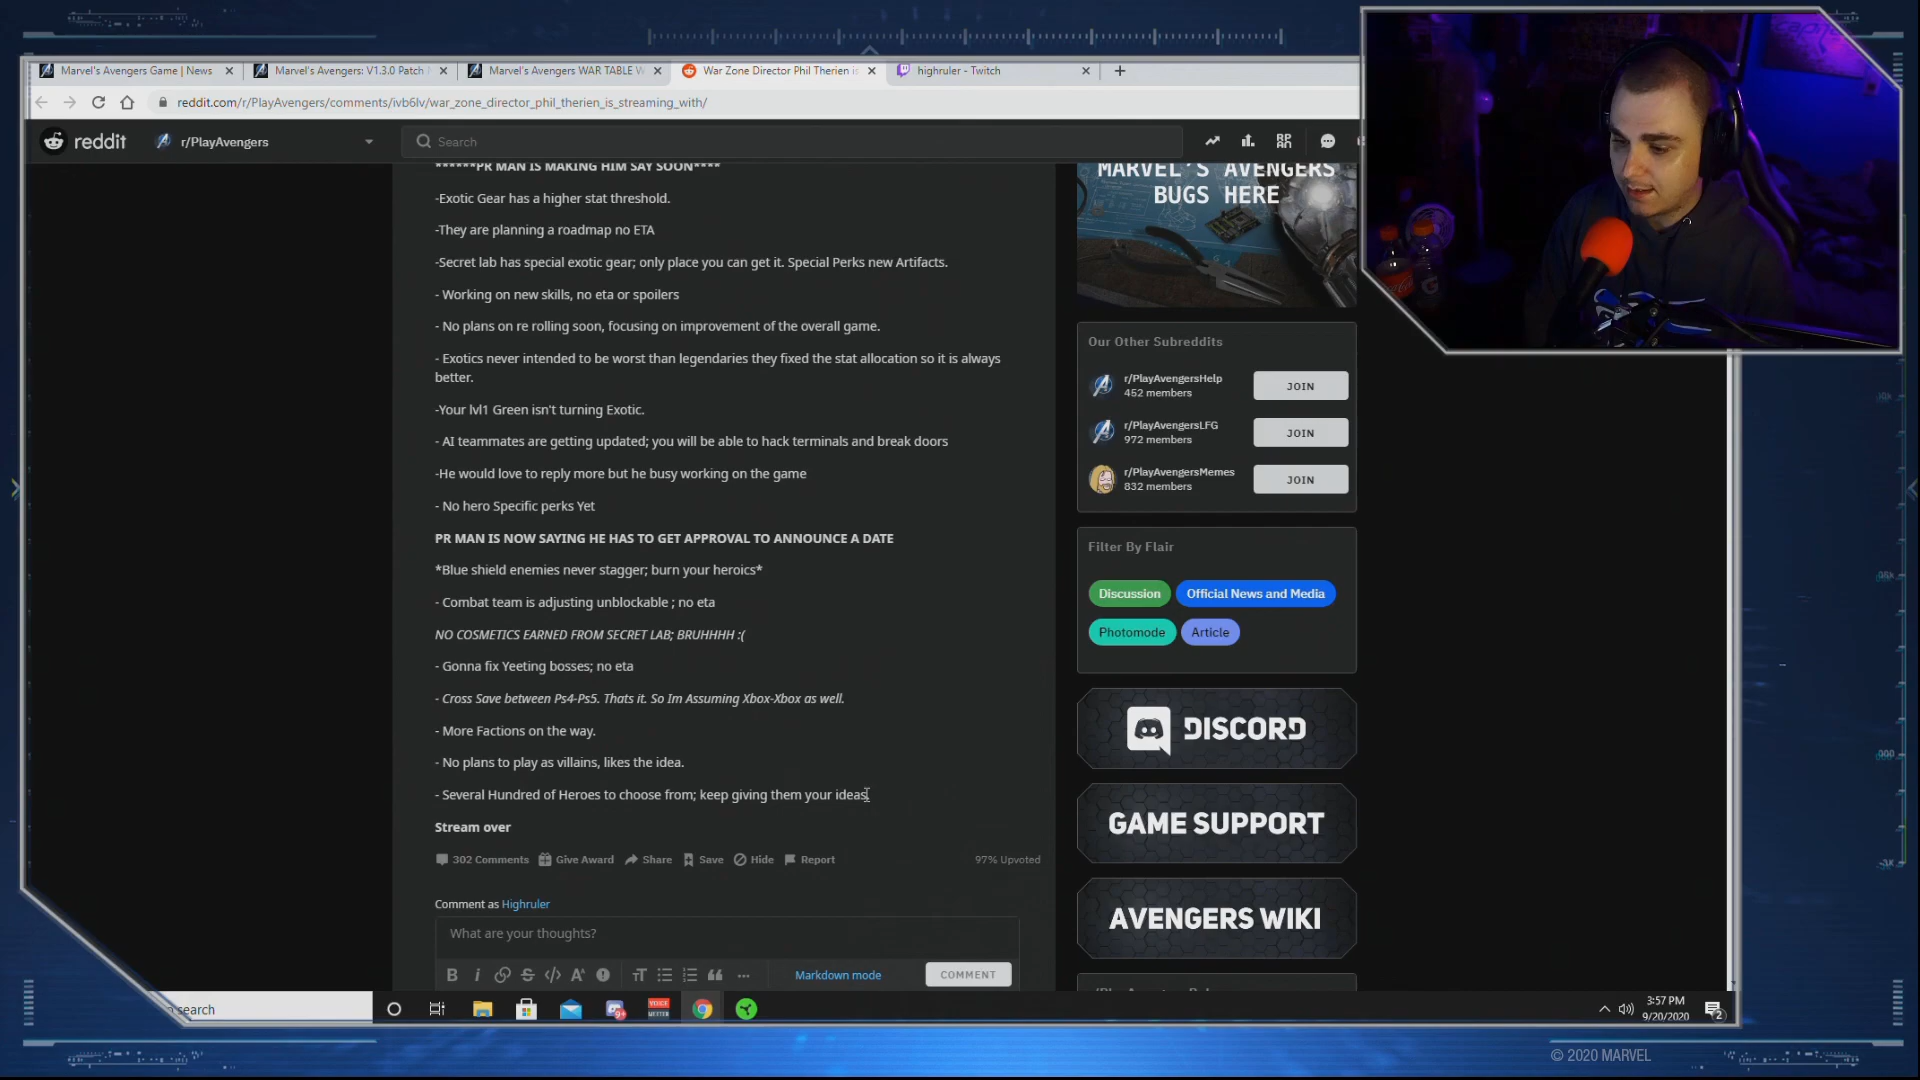 Marvel's Avengers Game | News
Marvel's Avengers: V1.3.0 Patch
Marvel's Avengers WAR TABLE W
War Zone Director Phil Therien is
highruler - Twitch
reddit.com/r/PlayAvengers/comments/ivb6lv/war_zone_director_phil_therien_is_streaming_with/
reddit
r/PlayAvengers
Search
******PR MAN IS MAKING HIM SAY SOON****
-Exotic Gear has a higher stat threshold.
-They are planning a roadmap no ETA
-Secret lab has special exotic gear; only place you can get it. Special Perks new Artifacts.
- Working on new skills, no eta or spoilers
- No plans on re rolling soon, focusing on improvement of the overall game.
- Exotics never intended to be worst than legendaries they fixed the stat allocation so it is always
better.
-Your lvl1 Green isn't turning Exotic.
- AI teammates are getting updated; you will be able to hack terminals and break doors
-He would love to reply more but he busy working on the game
- No hero Specific perks Yet
PR MAN IS NOW SAYING HE HAS TO GET APPROVAL TO ANNOUNCE A DATE
*Blue shield enemies never stagger; burn your heroics*
- Combat team is adjusting unblockable ; no eta
NO COSMETICS EARNED FROM SECRET LAB; BRUHHHH :(
- Gonna fix Yeeting bosses; no eta
- Cross Save between Ps4-Ps5. Thats it. So Im Assuming Xbox-Xbox as well.
- More Factions on the way.
- No plans to play as villains, likes the idea.
- Several Hundred of Heroes to choose from; keep giving them your ideas.
Stream over
302 Comments
Give Award
Share
Save
Hide
Report
97% Upvoted
Comment as Highruler
What are your thoughts?
Markdown mode
COMMENT
MARVEL'S AVENGERS
BUGS HERE
Our Other Subreddits
r/PlayAvengersHelp
452 members
JOIN
r/PlayAvengersLFG
972 members
JOIN
r/PlayAvengersMemes
832 members
JOIN
Filter By Flair
Discussion
Official News and Media
Photomode
Article
DISCORD
GAME SUPPORT
AVENGERS WIKI
search
3:57 PM
9/20/2020
© 2020 MARVEL